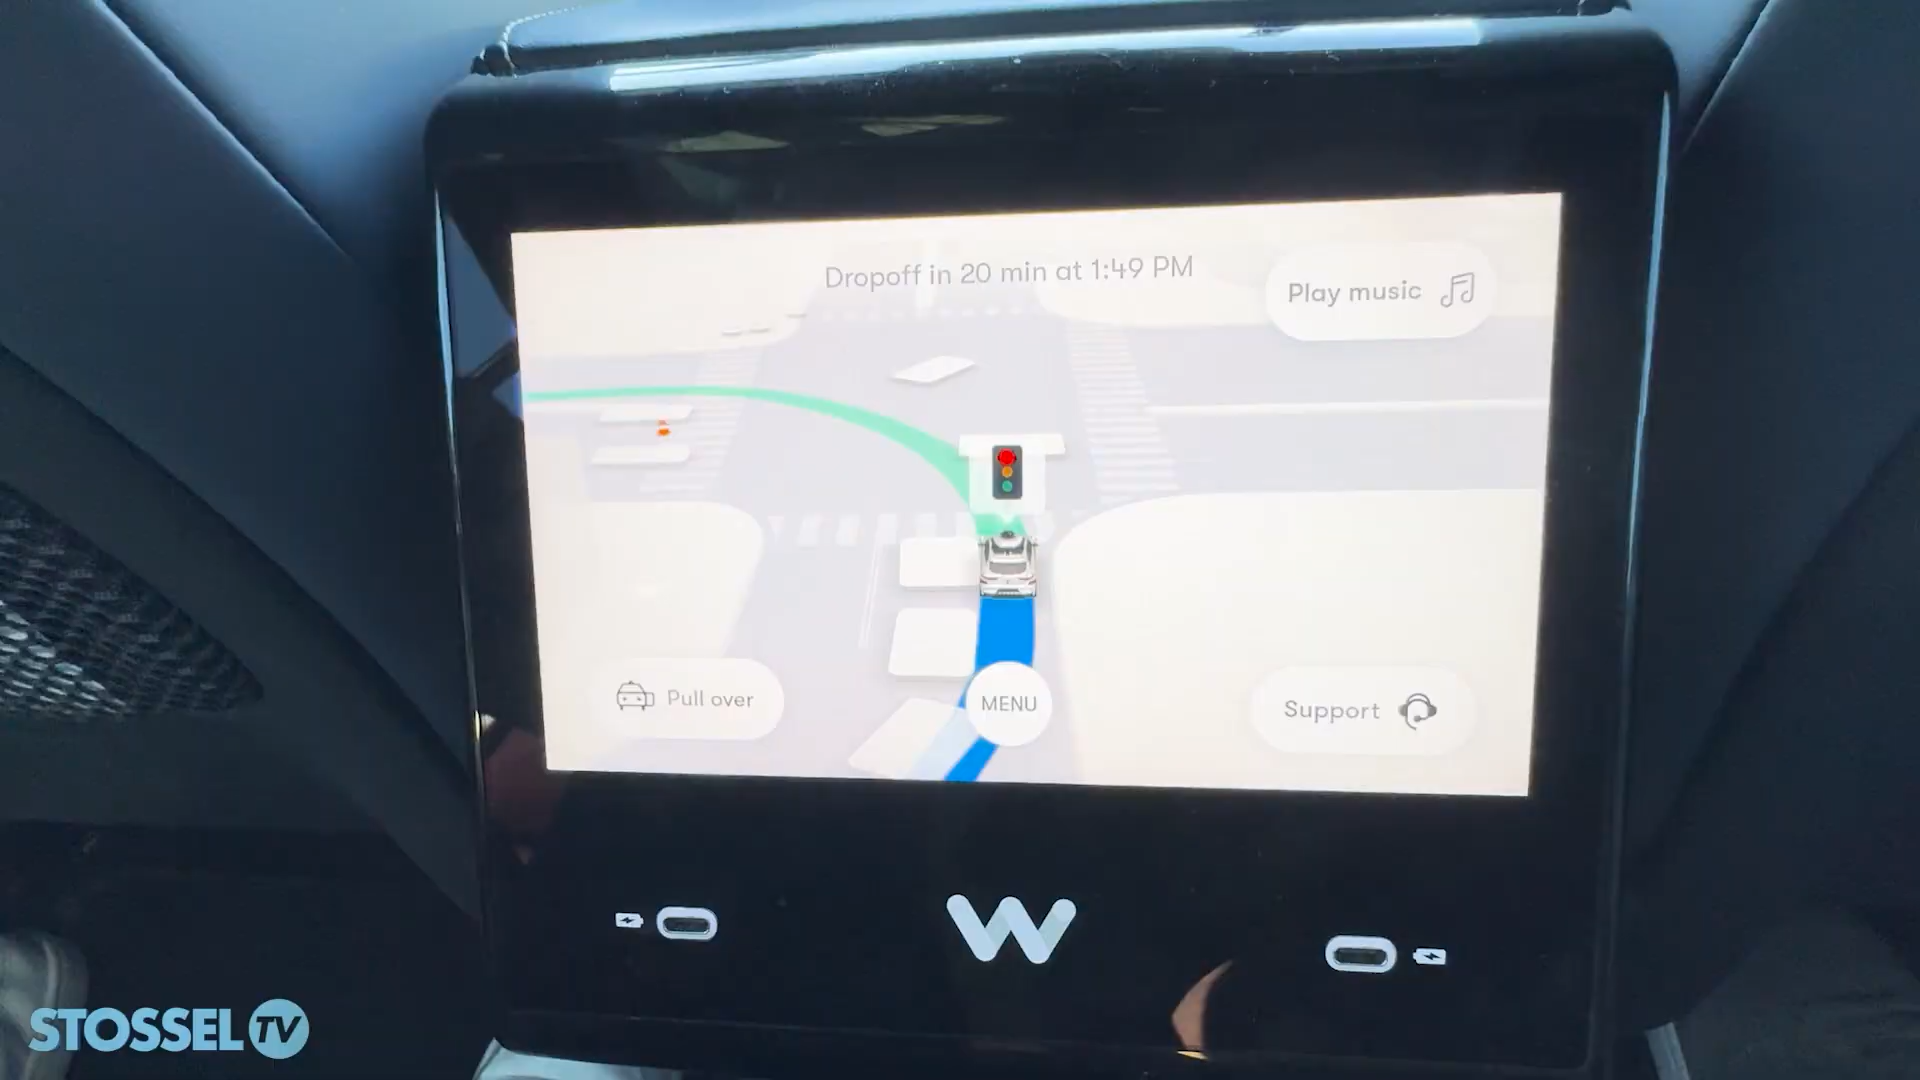 Dropoff in 20 min at 1:49 PM
Play music
Pull over
MENU
Support
W
STOSSEL TV